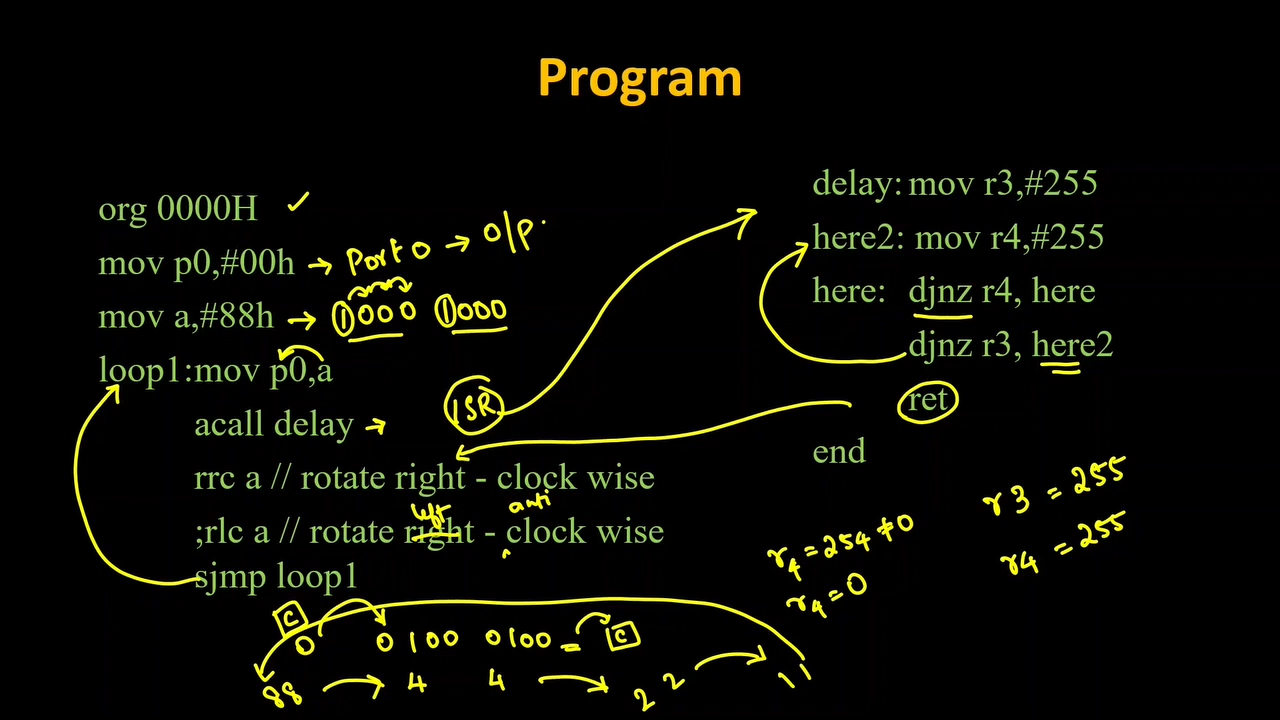 Program
org 0000H
mov p0,#00h → Port 0 → O/P.
mov a,#88h → 1000 1000
loop1:mov p0,a
acall delay →
ISR
rrc a // rotate right - clock wise
left anti
;rlc a // rotate right - clock wise
sjmp loop1
delay: mov r3,#255
here2: mov r4,#255
here: djnz r4, here
djnz r3, here2
ret
end
r3 = 255
r4 = 255
r4 = 254 ≠ 0
r4 = 0
C
0 0100 0100 = C
88 → 4 4 → 2 2 → 11